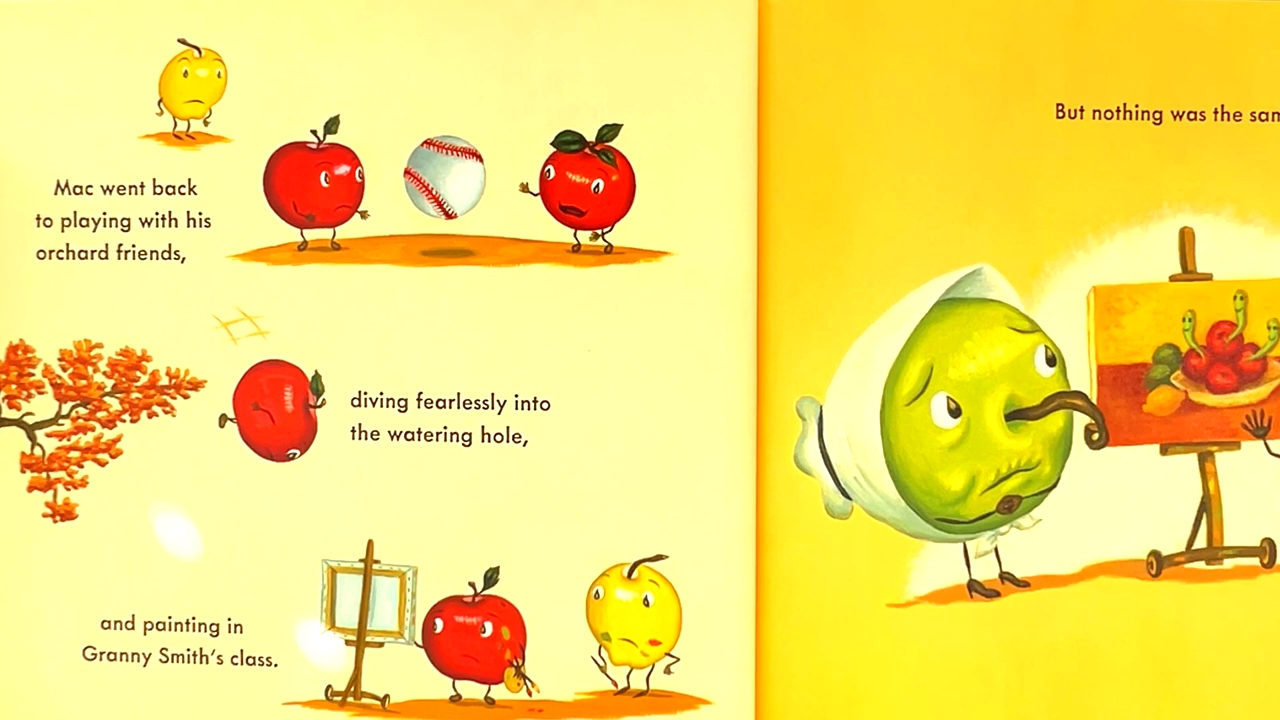 Mac went back
to playing with his
orchard friends,
diving fearlessly into
the watering hole,
and painting in
Granny Smith's class.
But nothing was the